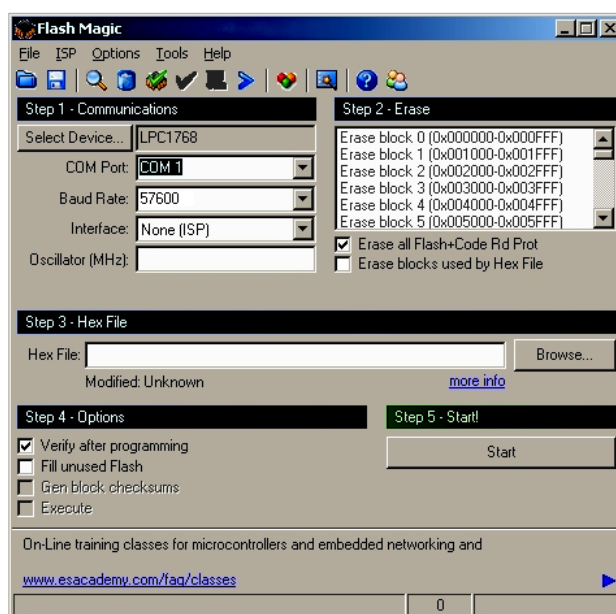 Flash Magic
File ISP Options Tools Help
Step 1 - Communications
Select Device... LPC1768
COM Port: COM 1
Baud Rate: 57600
Interface: None (ISP)
Oscillator (MHz):
Step 2 - Erase
Erase block 0 (0x000000-0x000FFF)
Erase block 1 (0x001000-0x001FFF)
Erase block 2 (0x002000-0x002FFF)
Erase block 3 (0x003000-0x003FFF)
Erase block 4 (0x004000-0x004FFF)
Erase block 5 (0x005000-0x005FFF)
Erase all Flash+Code Rd Prot
Erase blocks used by Hex File
Step 3 - Hex File
Hex File: Browse...
Modified: Unknown more info
Step 4 - Options
Verify after programming
Fill unused Flash
Gen block checksums
Execute
Step 5 - Start!
Start
On-Line training classes for microcontrollers and embedded networking and
www.esacademy.com/faq/classes
0